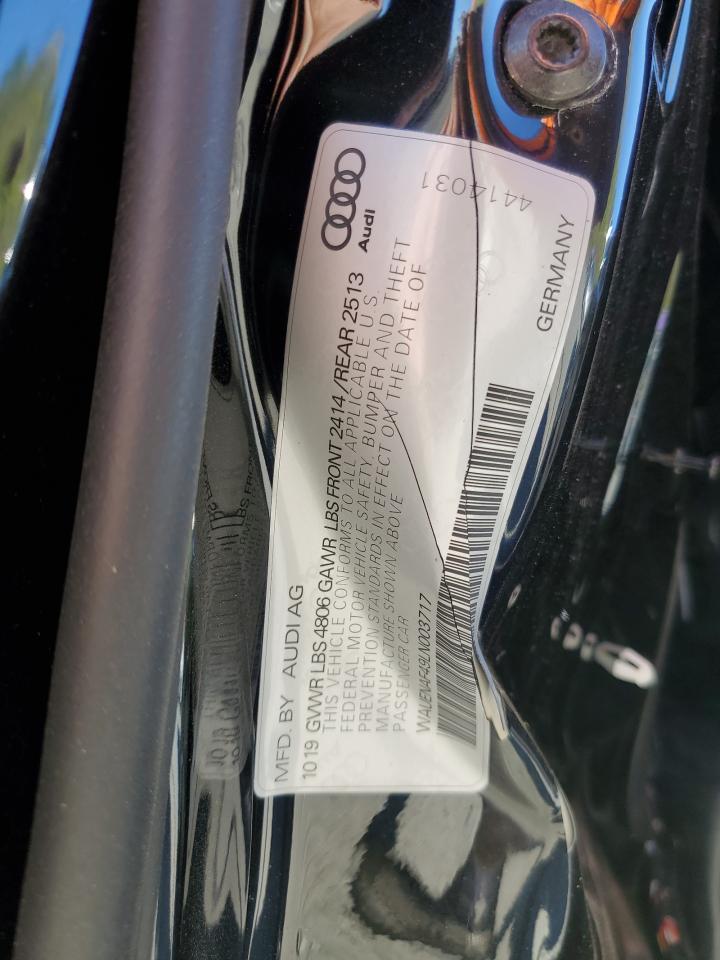 Audi
MFD. BY AUDI AG
10 19 GVWR LBS 4806 GAWR LBS FRONT 2414/REAR 2513
THIS VEHICLE CONFORMS TO ALL APPLICABLE U.S.
FEDERAL MOTOR VEHICLE SAFETY, BUMPER AND THEFT
PREVENTION STANDARDS IN EFFECT ON THE DATE OF
MANUFACTURE SHOWN ABOVE
PASSENGER CAR
WAUENAF49LN003717
GERMANY
4414031